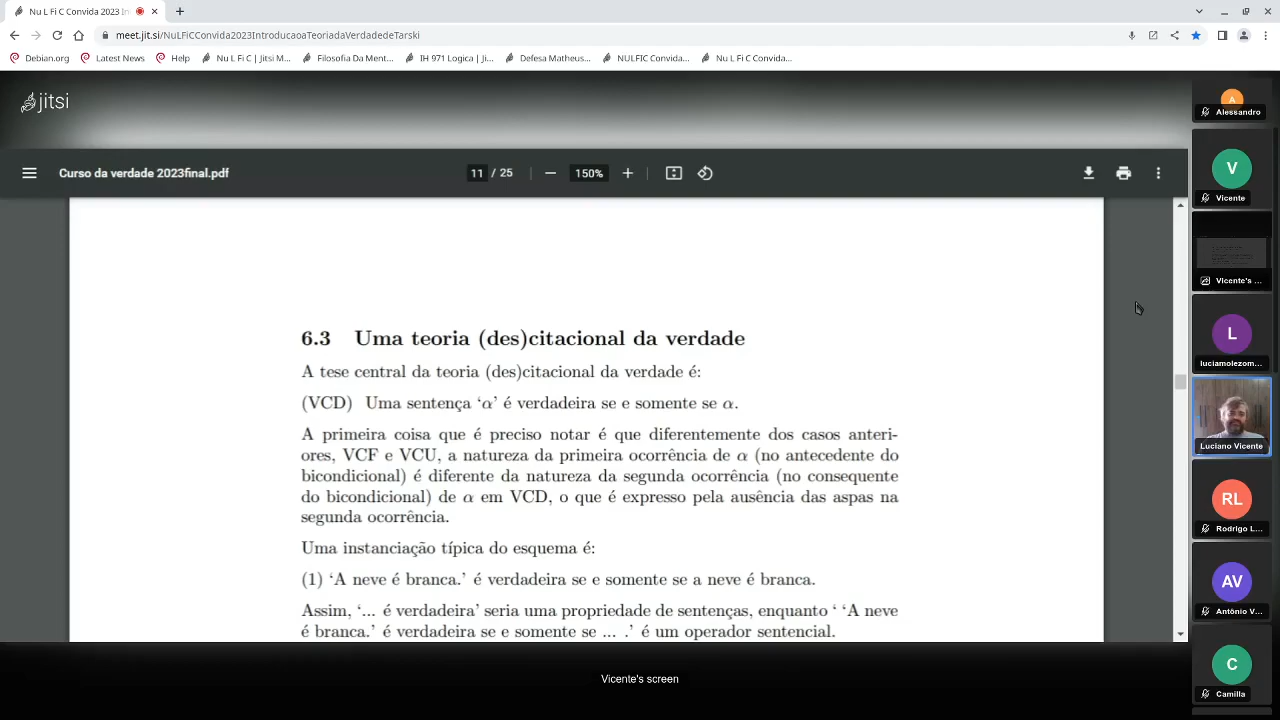 Nu L Fi C Convida 2023 In
meet.jit.si/NuLFiCConvida2023IntroducaoaTeoriadaVerdadedeTarski
Debian.org
Latest News
Help
Nu L Fi C | Jitsi M...
Filosofia Da Ment...
IH 971 Logica | Ji...
Defesa Matheus...
NULFIC Convida...
Nu L Fi C Convida...
jitsi
Curso da verdade 2023final.pdf
11 / 25
150%
6.3 Uma teoria (des)citacional da verdade
A tese central da teoria (des)citacional da verdade é:
(VCD) Uma sentença ‘α’ é verdadeira se e somente se α.
A primeira coisa que é preciso notar é que diferentemente dos casos anteri-
ores, VCF e VCU, a natureza da primeira ocorrência de α (no antecedente do
bicondicional) é diferente da natureza da segunda ocorrência (no consequente
do bicondicional) de α em VCD, o que é expresso pela ausência das aspas na
segunda ocorrência.
Uma instanciação típica do esquema é:
(1) ‘A neve é branca.’ é verdadeira se e somente se a neve é branca.
Assim, ‘... é verdadeira’ seria uma propriedade de sentenças, enquanto ‘ ‘A neve
é branca.’ é verdadeira se e somente se ... .’ é um operador sentencial.
Vicente's screen
A
Alessandro
V
Vicente
Vicente's ...
L
luciamolezom...
Luciano Vicente
RL
Rodrigo L...
AV
Antônio V...
C
Camilla